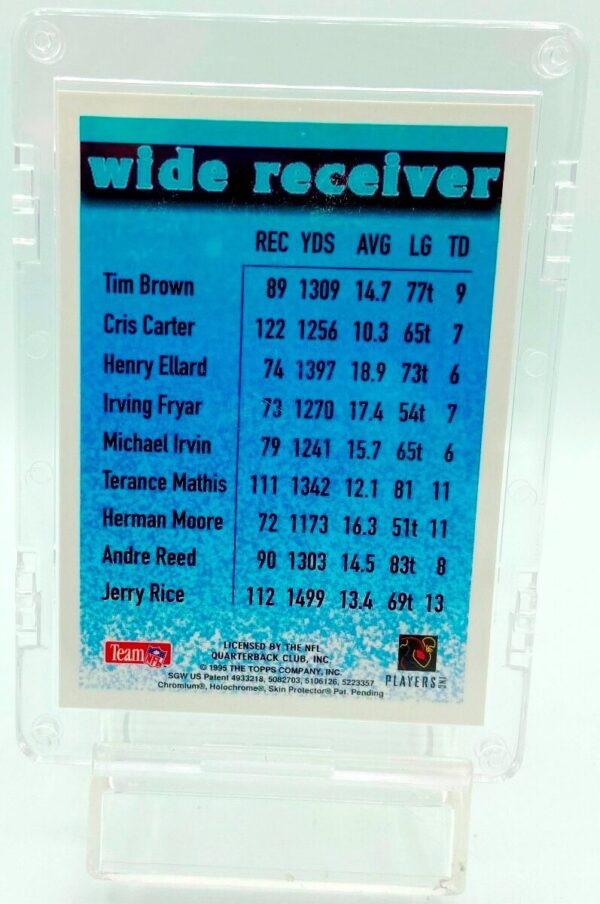 wide receiver
REC YDS AVG LG TD
Tim Brown 89 1309 14.7 77t 9
Cris Carter 122 1256 10.3 65t 7
Henry Ellard 74 1397 18.9 73t 6
Irving Fryar 73 1270 17.4 54t 7
Michael Irvin 79 1241 15.7 65t 6
Terance Mathis 111 1342 12.1 81 11
Herman Moore 72 1173 16.3 51t 11
Andre Reed 90 1303 14.5 83t 8
Jerry Rice 112 1499 13.4 69t 13
Team NFL
LICENSED BY THE NFL
QUARTERBACK CLUB, INC.
© 1995 THE TOPPS COMPANY, INC.
SGW US Patent 4933218, 5082703, 5106126, 5223357
Chromium®, Holochrome®, Skin Protector® Pat. Pending
PLAYERS INC